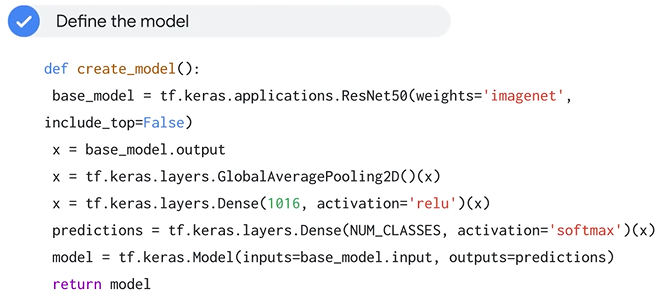 Define the model
def create_model():
base_model = tf.keras.applications.ResNet50(weights='imagenet',
include_top=False)
x = base_model.output
x = tf.keras.layers.GlobalAveragePooling2D()(x)
x = tf.keras.layers.Dense(1016, activation='relu')(x)
predictions = tf.keras.layers.Dense(NUM_CLASSES, activation='softmax')(x)
model = tf.keras.Model(inputs=base_model.input, outputs=predictions)
return model